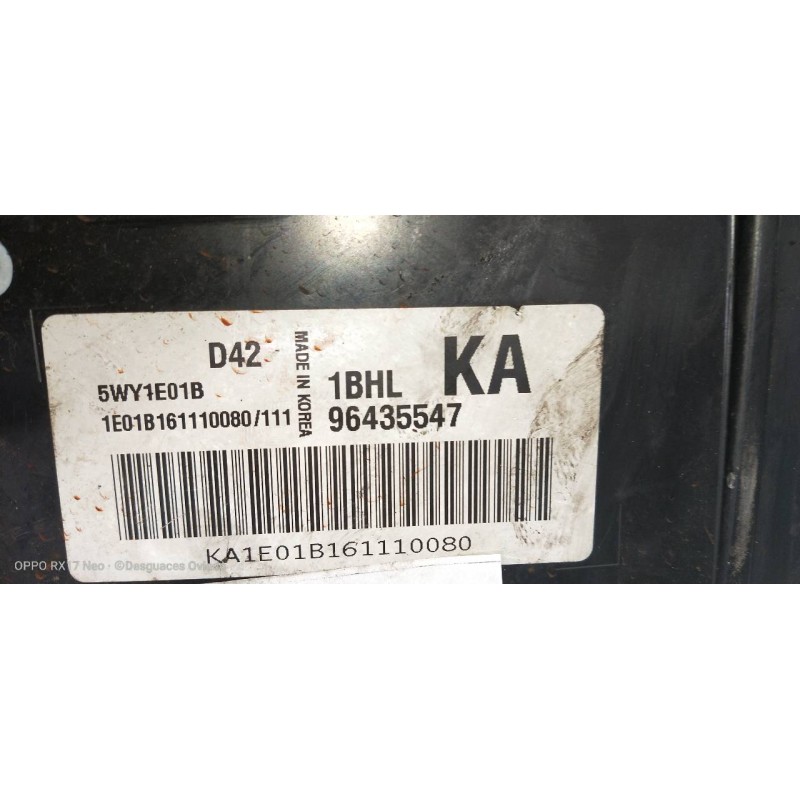 D42
5WY1E01B
1E01B161110080/111
MADE IN KOREA
1BHL
KA
96435547
KA1E01B161110080
OPPO RX17 Neo · ©Desguaces